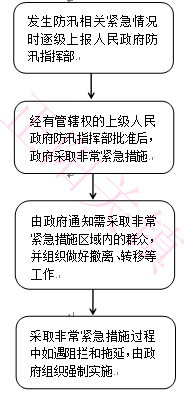 发生防汛相关紧急情况
时逐级上报人民政府防
汛指挥部.
经有管辖权的上级人民
政府防汛指挥部批准后，
政府采取非常紧急措施
由政府通知需采取非常
紧急措施区域内的群众，
并组织做好撤离、转移等
工作
采取非常紧急措施过程
中如遇阻拦和拖延，由政
府组织强制实施.